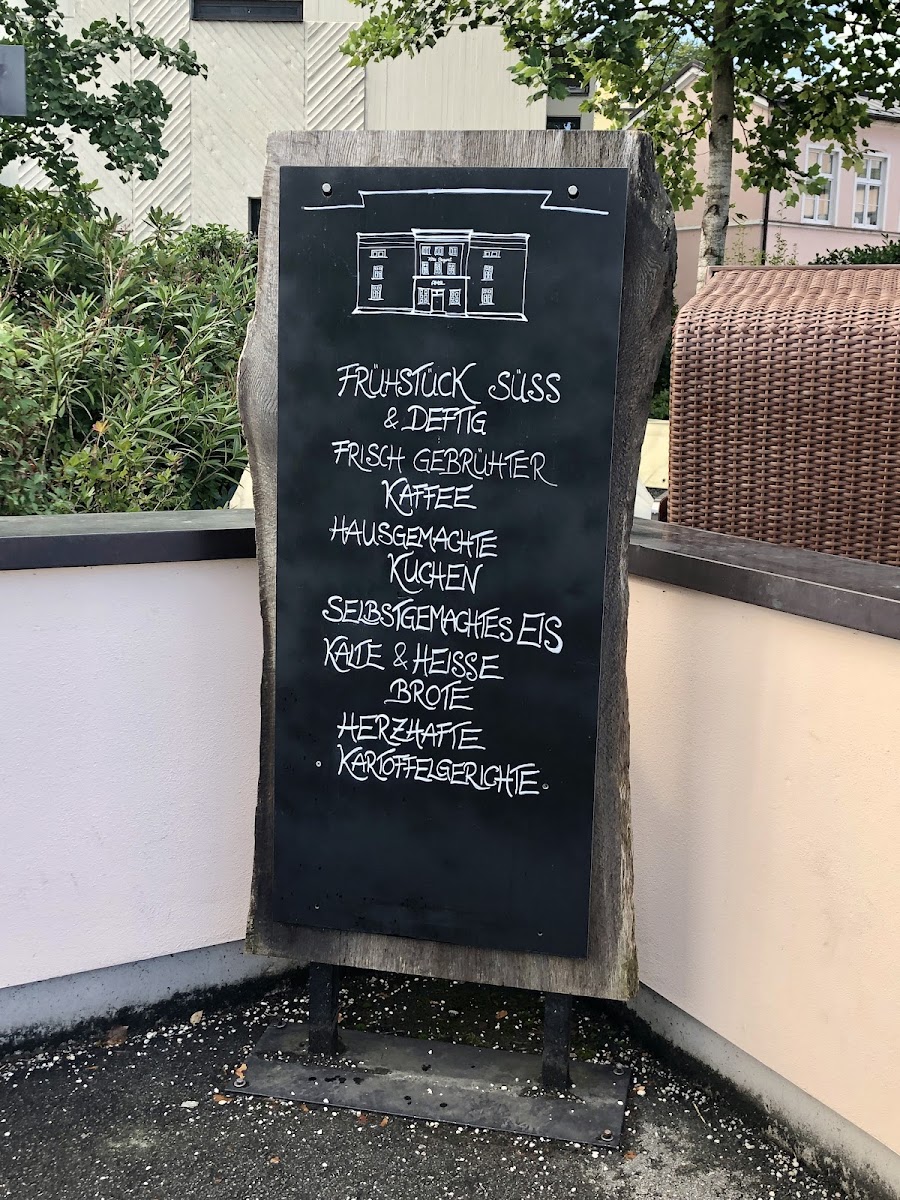 FRÜHSTÜCK SÜSS
& DEFTIG
FRISCH GEBRÜHTER
KAFFEE
HAUSGEMACHTE
KUCHEN
SELBSTGEMACHTES EIS
KALTE & HEISSE
BROTE
HERZHAFTE
KARTOFFELGERICHTE